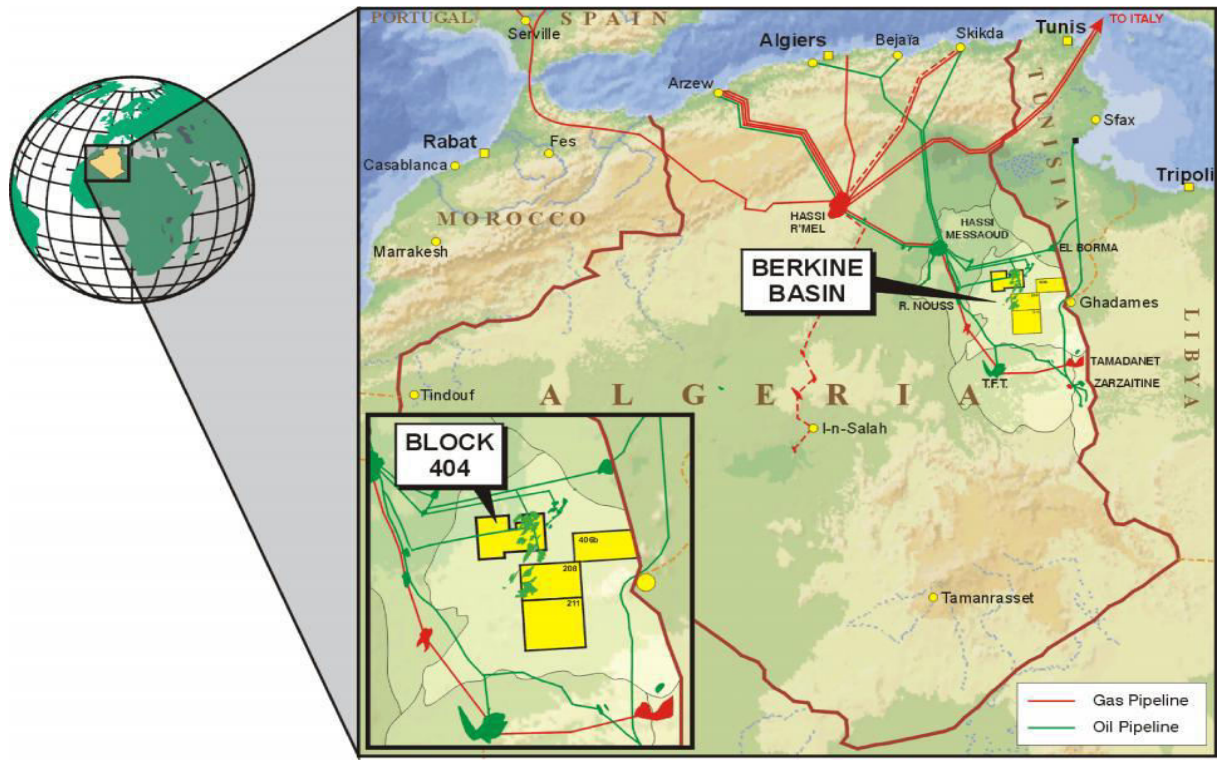 PORTUGAL
SPAIN
TO ITALY
Serville
Algiers
Bejaïa
Skikda
Tunis
Arzew
TUNISIA
Sfax
Rabat
Fes
Casablanca
Tripoli
MOROCCO
HASSI
R'MEL
HASSI
MESSAOUD
Marrakesh
EL BORMA
BERKINE
BASIN
R. NOUSS
Ghadames
LIBYA
TAMADANET
T.F.T.
ZARZAITINE
Tindouf
ALGERIA
I-n-Salah
BLOCK
404
406b
208
211
Tamanrasset
Gas Pipeline
Oil Pipeline